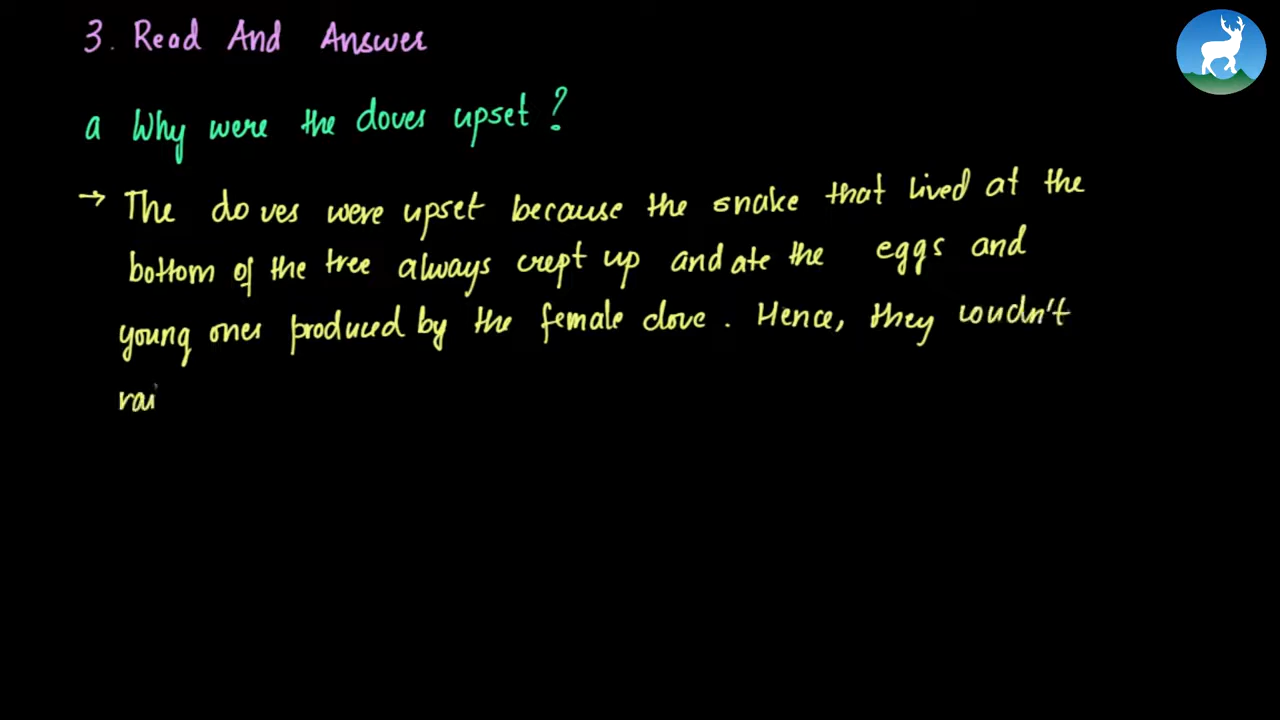 3. Read And Answer
a Why were the doves upset ?
→ The doves were upset because the snake that lived at the
bottom of the tree always crept up and ate the eggs and
young ones produced by the female dove. Hence, they couldn't
rai